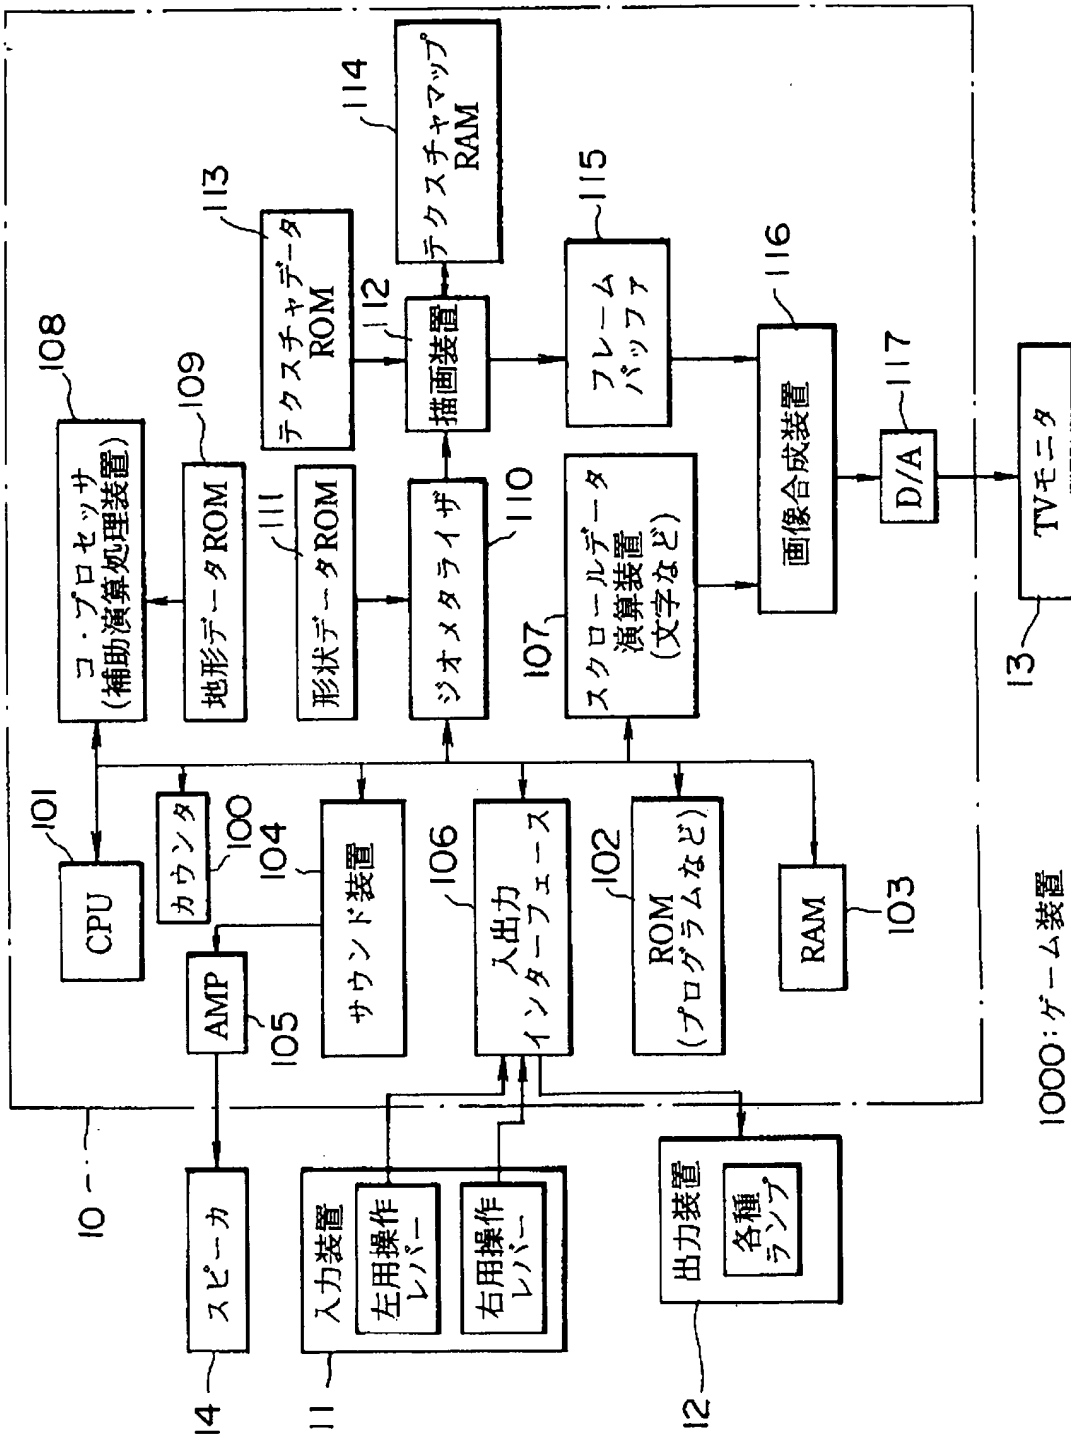 101
CPU
108
コ・プロセッサ
(補助演算処理装置)
カウンタ
100
109
地形データROM
113
テクスチャデータ
ROM
114
テクスチャマップ
RAM
111
形状データROM
112
描画装置
ジオメタライザ
110
115
フレーム
バッファ
107
スクロールデータ
演算装置
(文字など)
116
画像合成装置
117
D/A
TVモニタ
13
104
サウンド装置
AMP
105
106
入出力
インターフェース
102
ROM
(プログラムなど)
RAM
103
10
スピーカ
14
入力装置
左用操作
レバー
右用操作
レバー
11
出力装置
各種
ランプ
12
1000:ゲーム装置